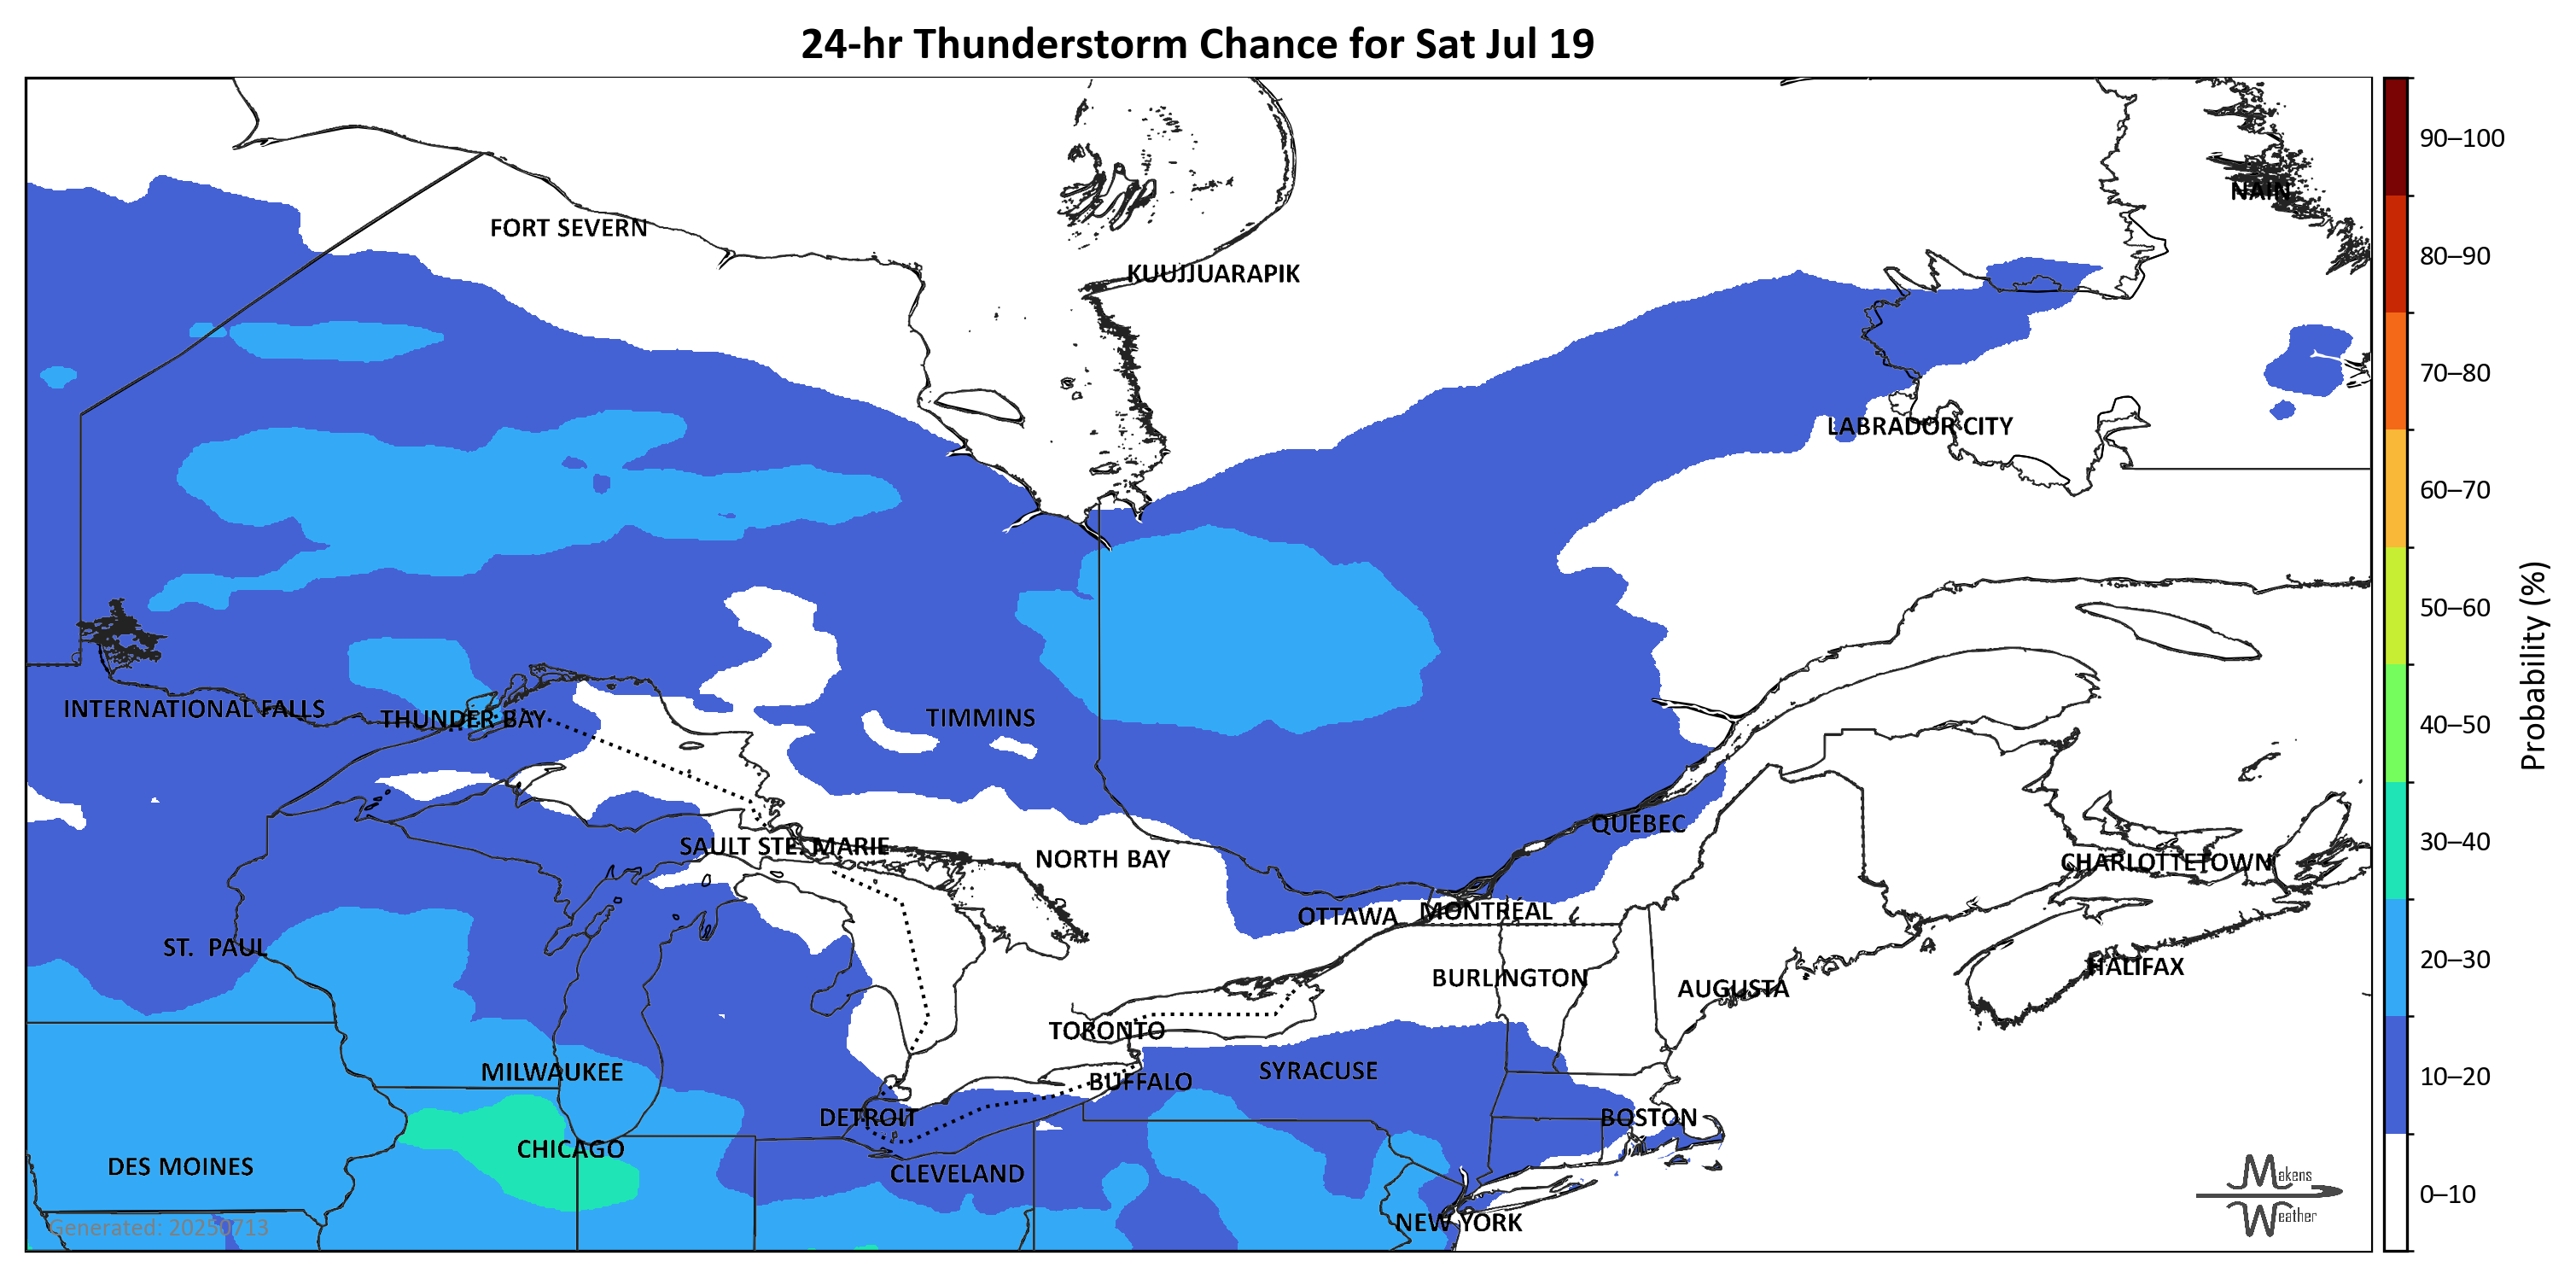 24-hr Thunderstorm Chance for Sat Jul 19
90–100
NAIN
FORT SEVERN
80–90
KUUJJUARAPIK
70–80
LABRADOR CITY
60–70
50–60
Probability (%)
INTERNATIONAL FALLS
THUNDER BAY
TIMMINS
40–50
QUEBEC
SAULT STE. MARIE
NORTH BAY
30–40
CHARLOTTETOWN
OTTAWA
MONTRÉAL
ST. PAUL
20–30
HALIFAX
BURLINGTON
AUGUSTA
TORONTO
MILWAUKEE
SYRACUSE
BUFFALO
10–20
DETROIT
BOSTON
CHICAGO
DES MOINES
CLEVELAND
Makens
Weather
0–10
NEW YORK
Generated: 20250713